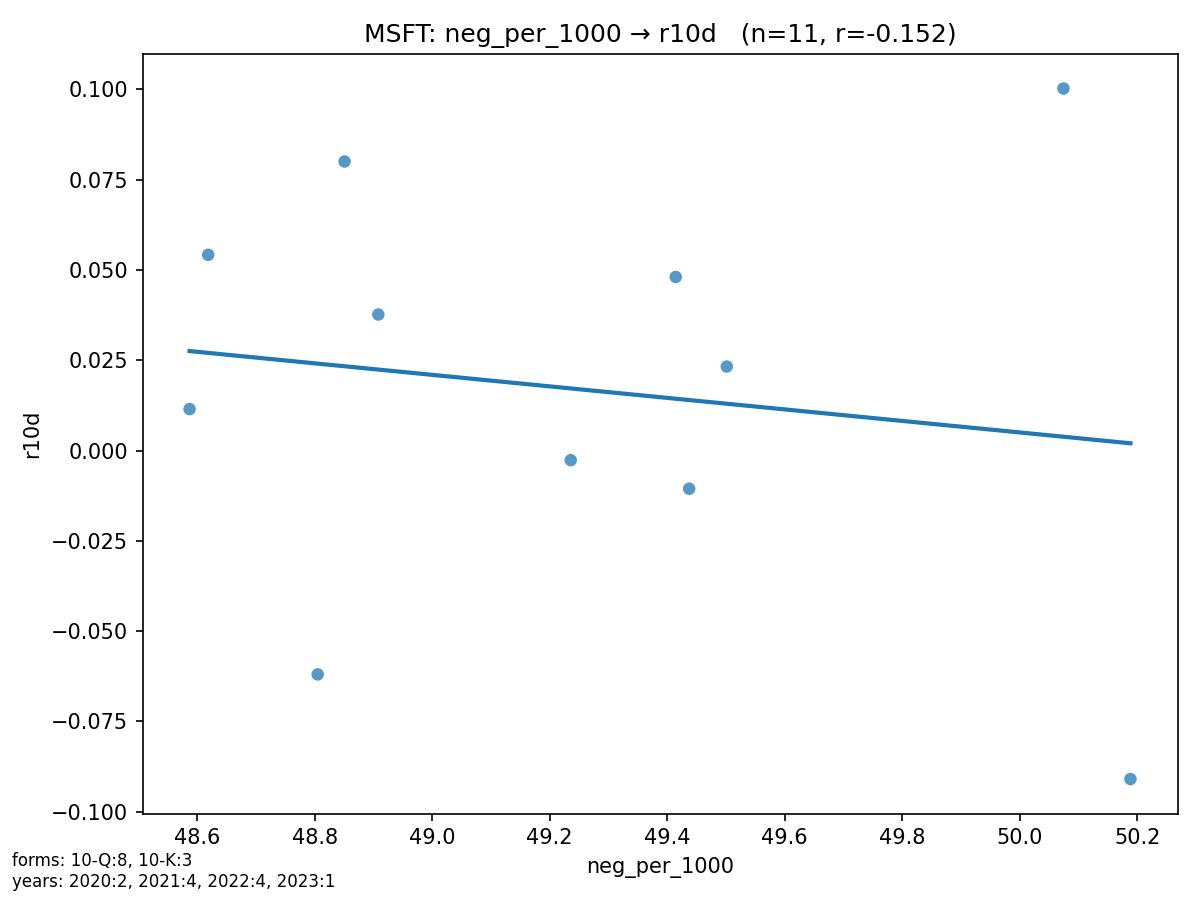 MSFT: neg_per_1000 → r10d (n=11, r=-0.152)
0.100
0.075
0.050
0.025
0.000
−0.025
−0.050
−0.075
−0.100
r10d
48.6 48.8 49.0 49.2 49.4 49.6 49.8 50.0 50.2
neg_per_1000
forms: 10-Q:8, 10-K:3
years: 2020:2, 2021:4, 2022:4, 2023:1